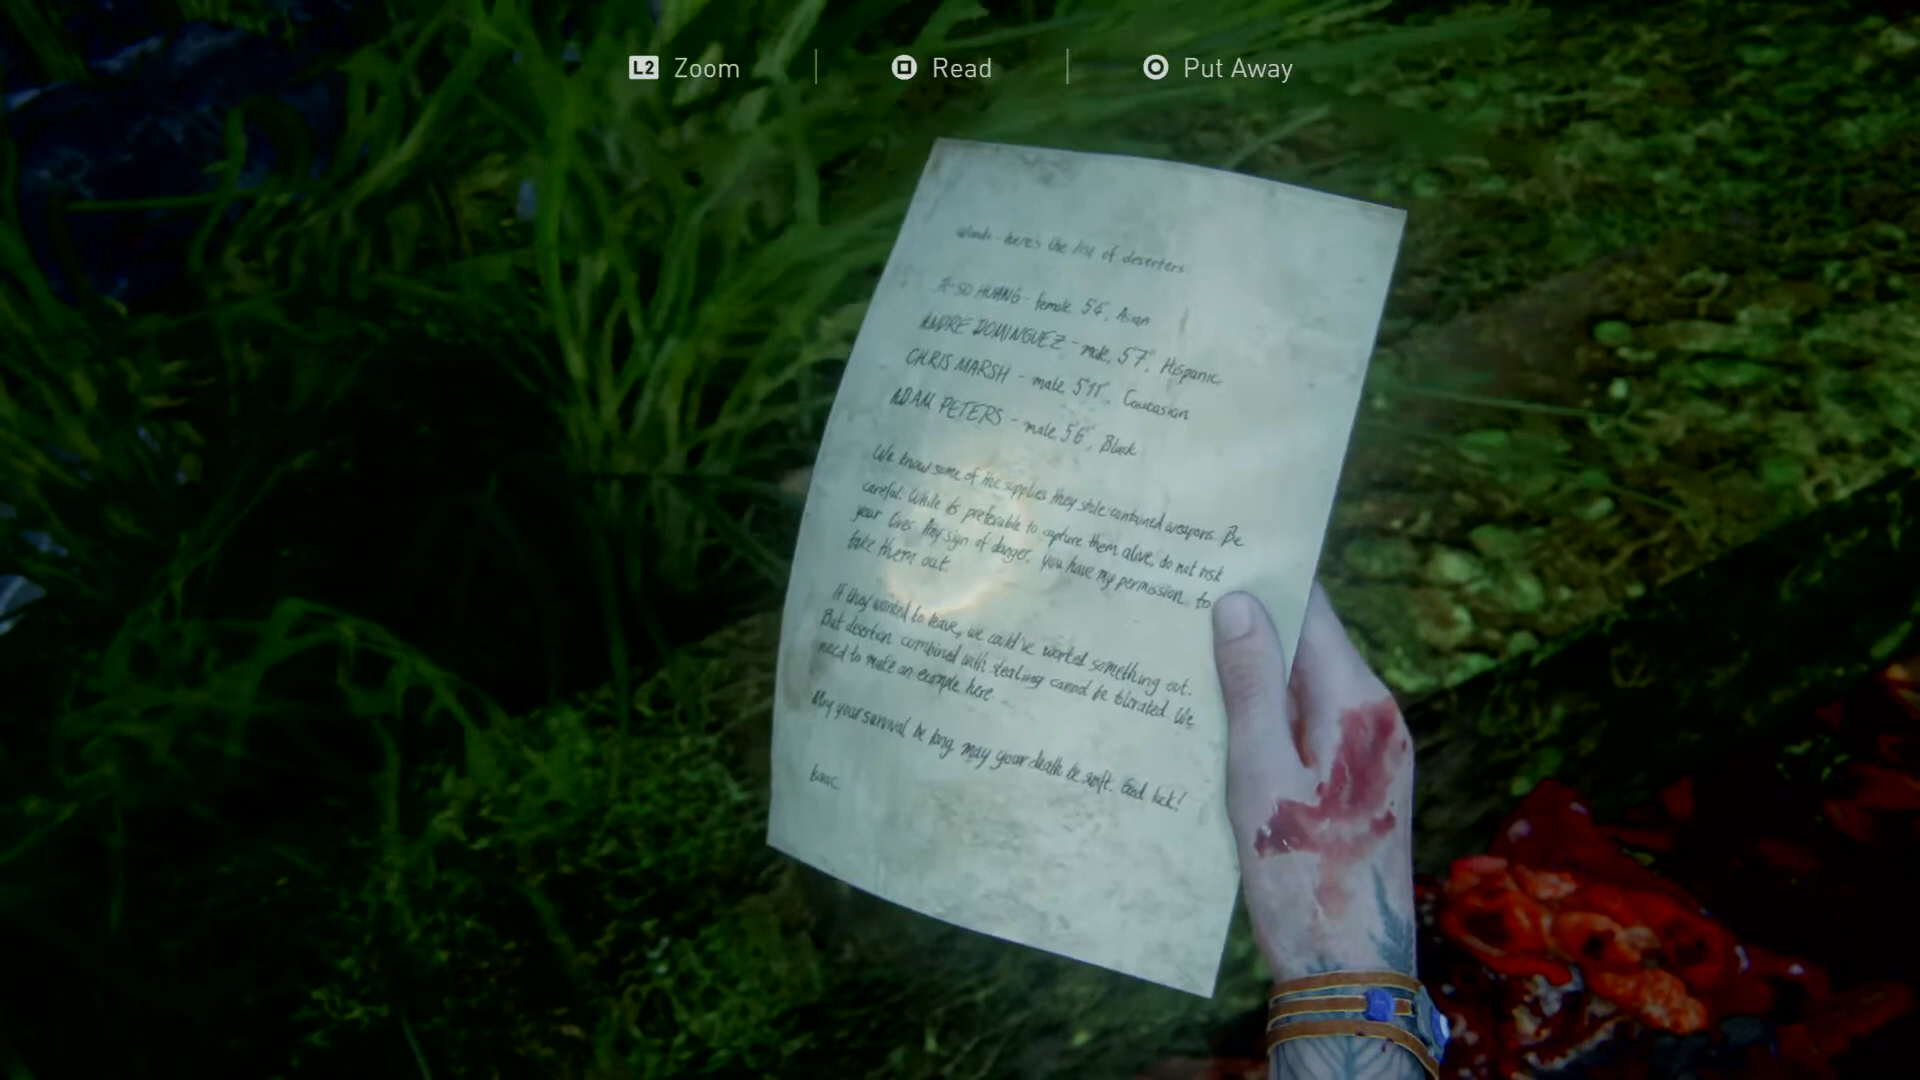 L2 Zoom | Read | Put Away
here's the list of deserters.
HUANG - female 5'4", Asian
ANDRE DOMINGUEZ - male, 5'7", Hispanic
CHRIS MARSH - male 5'11", Caucasian
ADAM PETERS - male 5'6", Black
We know some of the supplies they stole contained weapons. Be
careful. While its preferable to capture them alive, do not risk
your lives. Any sign of danger, you have my permission to
take them out.
If they wanted to leave, we could've worked something out.
But desertion combined with stealing cannot be tolerated. We
need to make an example here.
May your survival be long, may your death be swift. Good luck!
Isaac